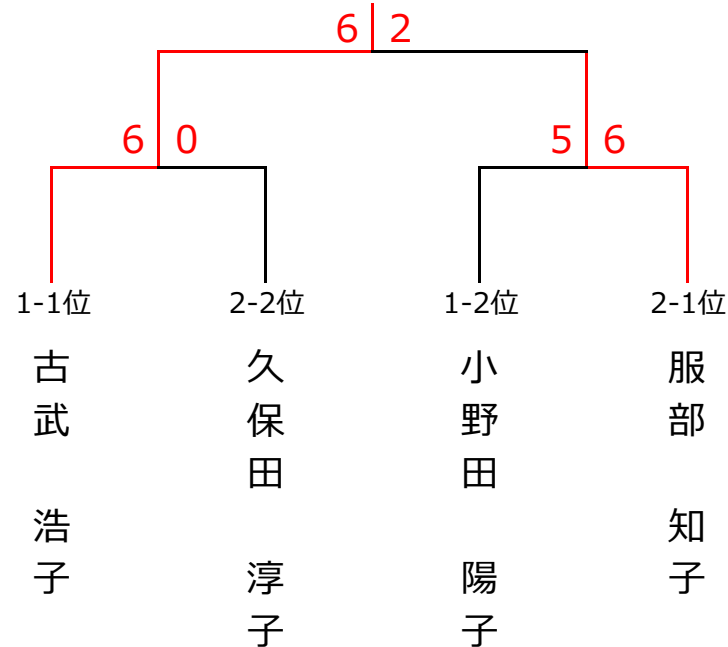 6 2
6 0
5 6
1-1位
2-2位
1-2位
2-1位
古武 浩子
久保田 淳子
小野田 陽子
服部 知子